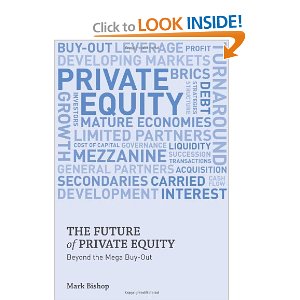 Click to LOOK INSIDE!
BUY-OUT LEVERAGE PROFIT
DEVELOPING MARKETS
TURNAROUND
PRIVATE BRICS
EQUITY DEBT
STRATEGIES
STRUCTURE
INVESTORS
GROWTH
MATURE ECONOMIES
LIMITED PARTNERS
COST OF CAPITAL GOVERNANCE LIQUIDITY
MEZZANINE SUCCESSION
TRANSACTIONS
GENERAL PARTNERS ACQUISITION
SECONDARIES CARRIED CASH
FLOW
DEVELOPMENT INTEREST
THE FUTURE
of PRIVATE EQUITY
Beyond the Mega Buy-Out
Mark Bishop